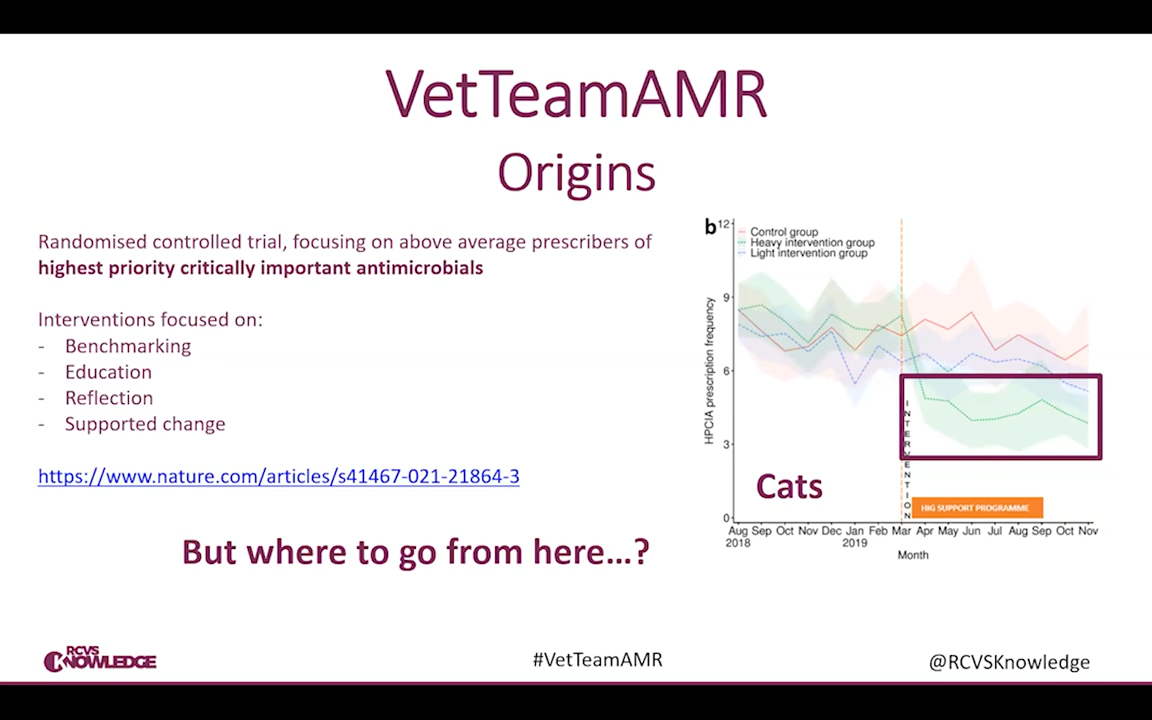 VetTeamAMR
Origins
Randomised controlled trial, focusing on above average prescribers of
highest priority critically important antimicrobials
Interventions focused on:
- Benchmarking
- Education
- Reflection
- Supported change
https://www.nature.com/articles/s41467-021-21864-3
But where to go from here...?
b
Control group
Heavy intervention group
Light intervention group
HPCIA prescription frequency
12
9
6
3
0
INTERVENTION
Cats
HIG SUPPORT PROGRAMME
Aug Sep Oct Nov Dec Jan Feb Mar Apr May Jun Jul Aug Sep Oct Nov
2018 2019
Month
RCVS
KNOWLEDGE
#VetTeamAMR
@RCVSKnowledge